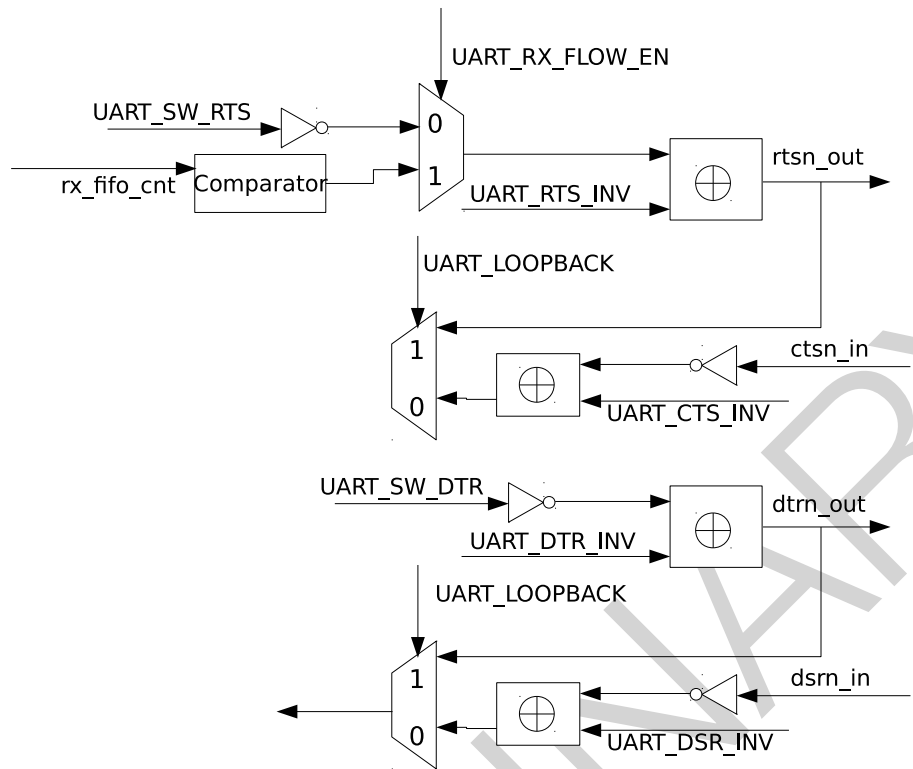 UART_RX_FLOW_EN
UART_SW_RTS
0
rx_fifo_cnt
Comparator
1
rtsn_out
UART_RTS_INV
UART_LOOPBACK
1
ctsn_in
0
UART_CTS_INV
UART_SW_DTR
dtrn_out
UART_DTR_INV
UART_LOOPBACK
1
dsrn_in
0
UART_DSR_INV